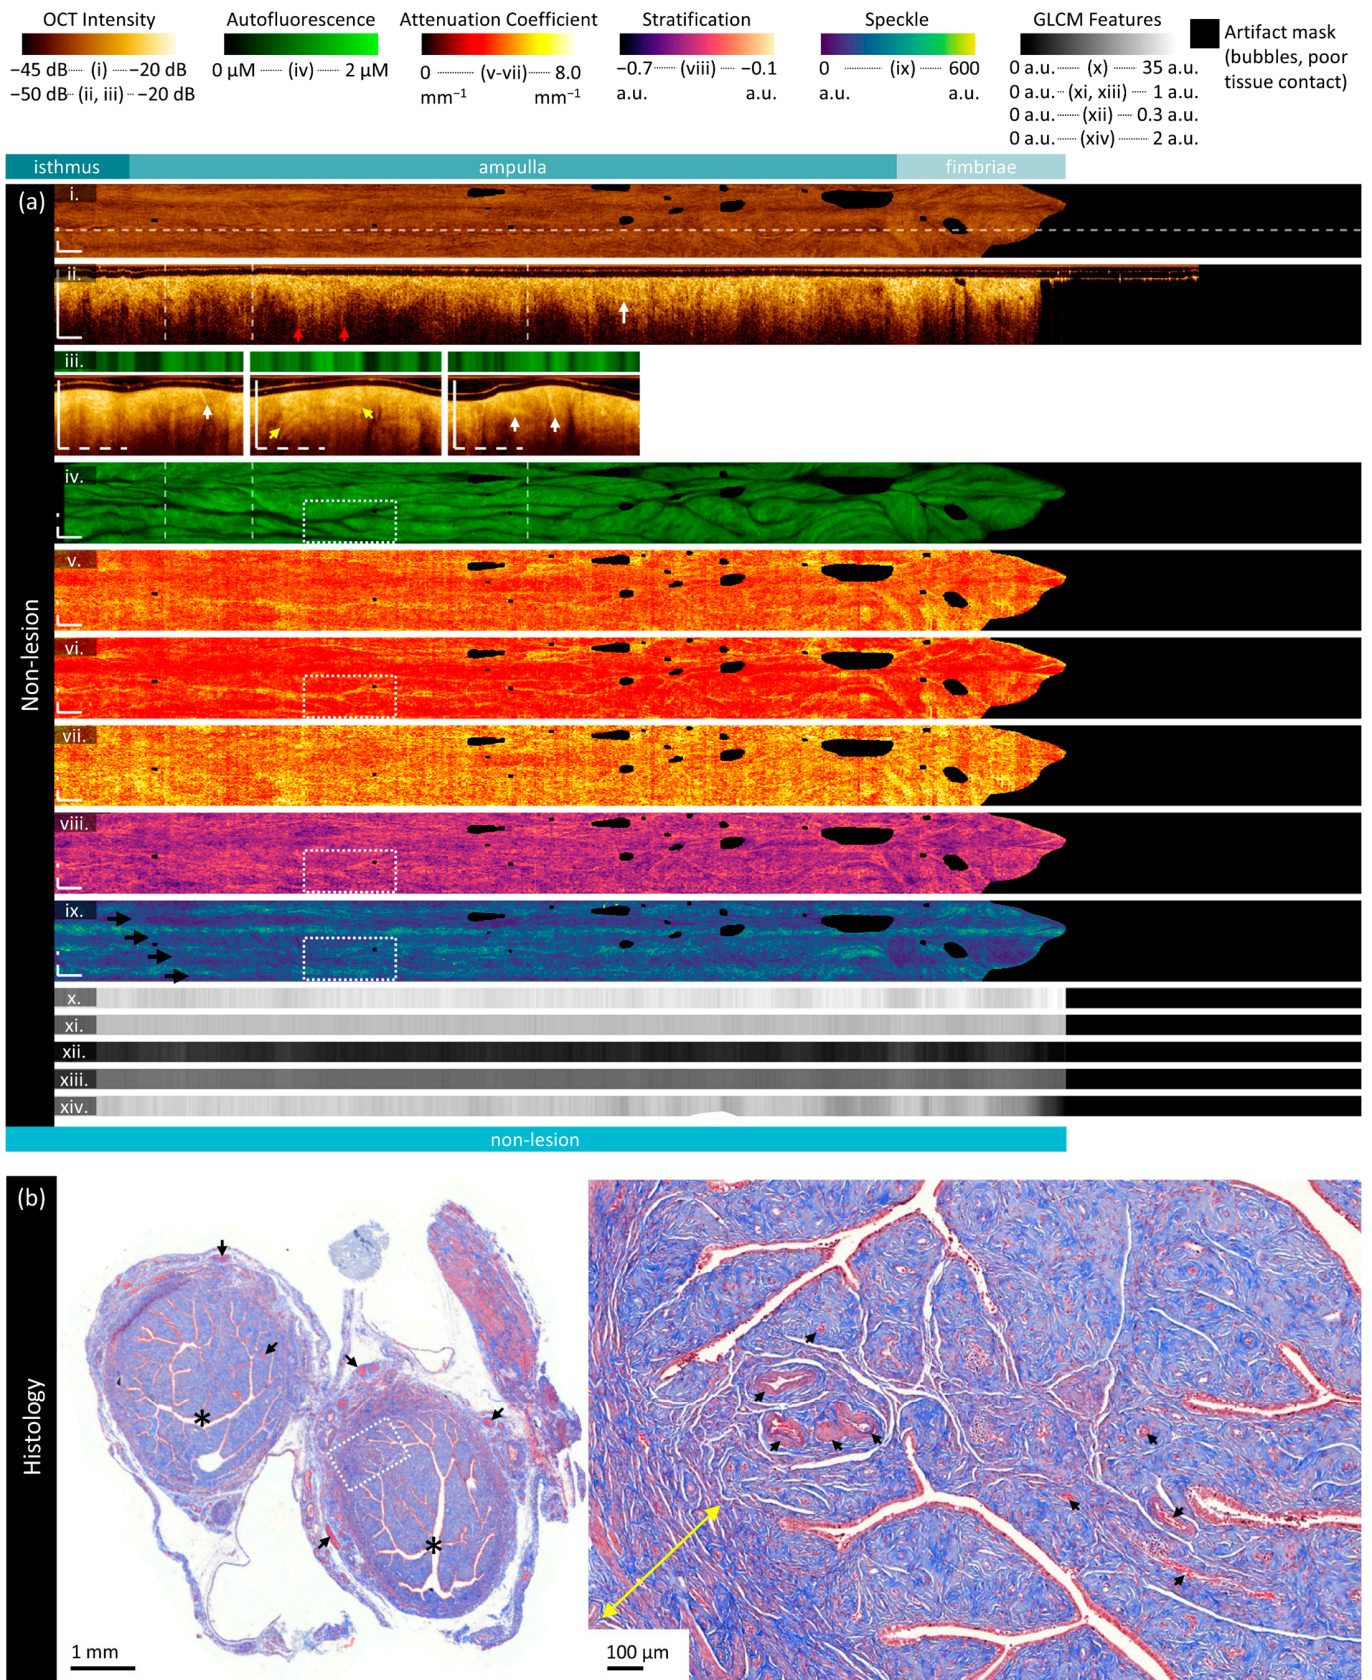 OCT Intensity
−45 dB ··· (i) ··· −20 dB
−50 dB ·· (ii, iii) ·· −20 dB
Autofluorescence
0 µM ···· (iv) ···· 2 µM
Attenuation Coefficient
0 ········· (v-vii) ····· 8.0
mm⁻¹ mm⁻¹
Stratification
−0.7 ······ (viii) ····· −0.1
a.u. a.u.
Speckle
0 ········ (ix) ······ 600
a.u. a.u.
GLCM Features
0 a.u. ······ (x) ······ 35 a.u.
0 a.u. ·· (xi, xiii) ···· 1 a.u.
0 a.u. ······ (xii) ····· 0.3 a.u.
0 a.u. ······ (xiv) ········ 2 a.u.
Artifact mask
(bubbles, poor
tissue contact)
isthmus
ampulla
fimbriae
(a)
Non-lesion
i.
ii.
iii.
iv.
v.
vi.
vii.
viii.
ix.
x.
xi.
xii.
xiii.
xiv.
non-lesion
(b)
Histology
*
*
1 mm
100 µm